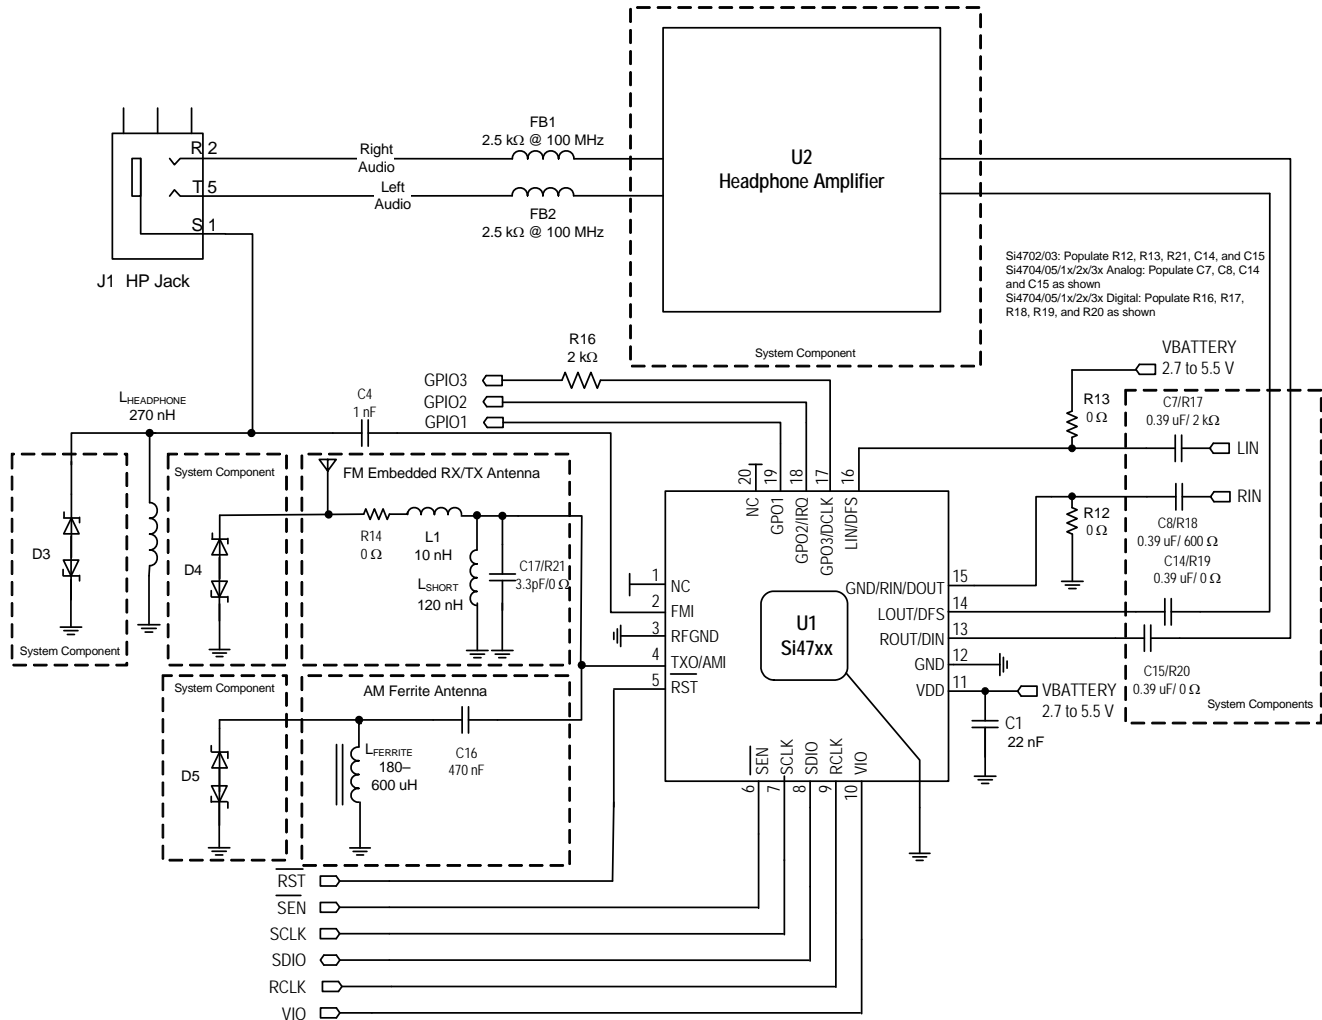 FB1
2.5 kΩ @ 100 MHz
R 2
Right
Audio
T 5
Left
Audio
FB2
2.5 kΩ @ 100 MHz
S 1
J1 HP Jack
U2
Headphone Amplifier
System Component
Si4702/03: Populate R12, R13, R21, C14, and C15
Si4704/05/1x/2x/3x Analog: Populate C7, C8, C14
and C15 as shown
Si4704/05/1x/2x/3x Digital: Populate R16, R17,
R18, R19, and R20 as shown
R16
2 kΩ
GPIO3
GPIO2
GPIO1
VBATTERY
2.7 to 5.5 V
R13
0 Ω
C7/R17
0.39 uF/ 2 kΩ
LIN
RIN
R12
0 Ω
C8/R18
0.39 uF/ 600 Ω
C14/R19
0.39 uF/ 0 Ω
C15/R20
0.39 uF/ 0 Ω
System Components
LHEADPHONE
270 nH
C4
1 nF
D3
System Component
System Component
D4
FM Embedded RX/TX Antenna
R14
0 Ω
L1
10 nH
LSHORT
120 nH
C17/R21
3.3pF/0 Ω
System Component
D5
AM Ferrite Antenna
LFERRITE
180–
600 uH
C16
470 nF
20
19
18
17
16
NC
GPO1
GPO2/IRQ
GPO3/DCLK
LIN/DFS
1
NC
2
FMI
3
RFGND
4
TXO/AMI
5
RST
U1
Si47xx
GND/RIN/DOUT
15
LOUT/DFS
14
ROUT/DIN
13
GND
12
VDD
11
VBATTERY
2.7 to 5.5 V
C1
22 nF
SEN
SCLK
SDIO
RCLK
VIO
6
7
8
9
10
RST
SEN
SCLK
SDIO
RCLK
VIO